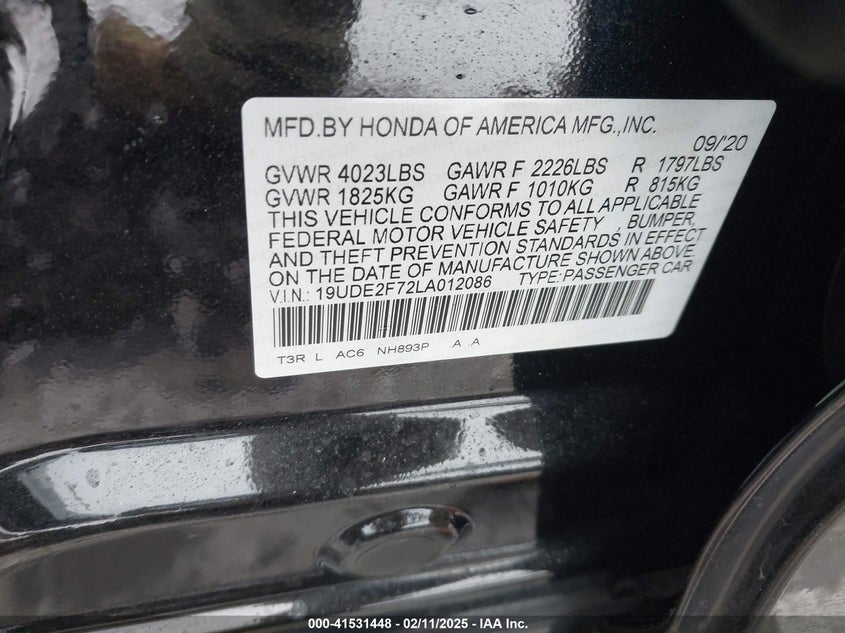 MFD.BY HONDA OF AMERICA MFG.,INC.
09/'20
GVWR 4023LBS GAWR F 2226LBS R 1797LBS
GVWR 1825KG GAWR F 1010KG R 815KG
THIS VEHICLE CONFORMS TO ALL APPLICABLE
FEDERAL MOTOR VEHICLE SAFETY , BUMPER,
AND THEFT PREVENTION STANDARDS IN EFFECT
ON THE DATE OF MANUFACTURE SHOWN ABOVE.
V.I.N.: 19UDE2F72LA012086 TYPE:PASSENGER CAR
T3R L AC6 NH893P .A .A
000-41531448 - 02/11/2025 - IAA Inc.